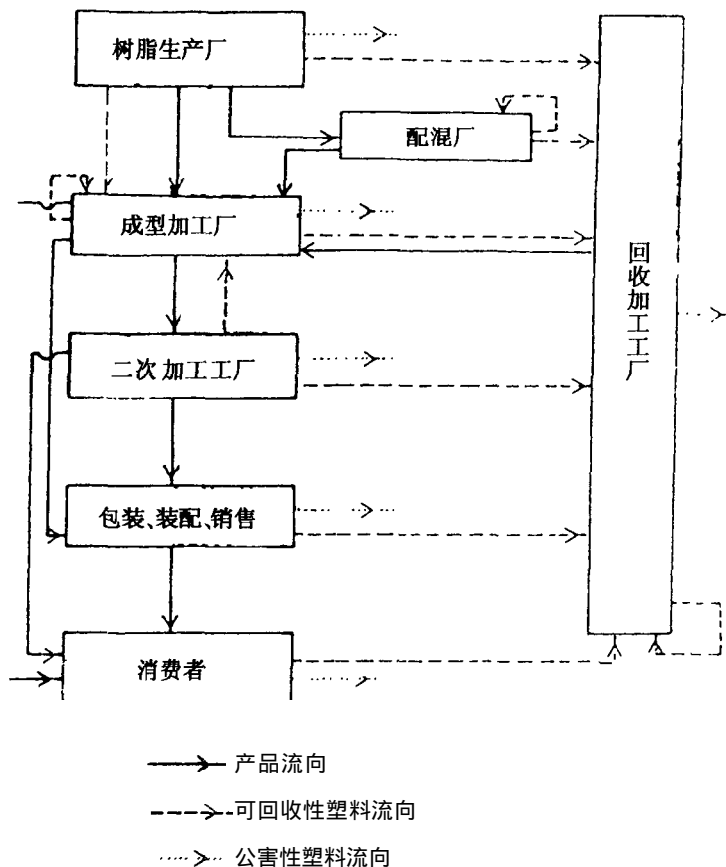 树脂生产厂
配混厂
成型加工厂
回收加工工厂
二次加工工厂
包装、装配、销售
消费者
产品流向
可回收性塑料流向
公害性塑料流向